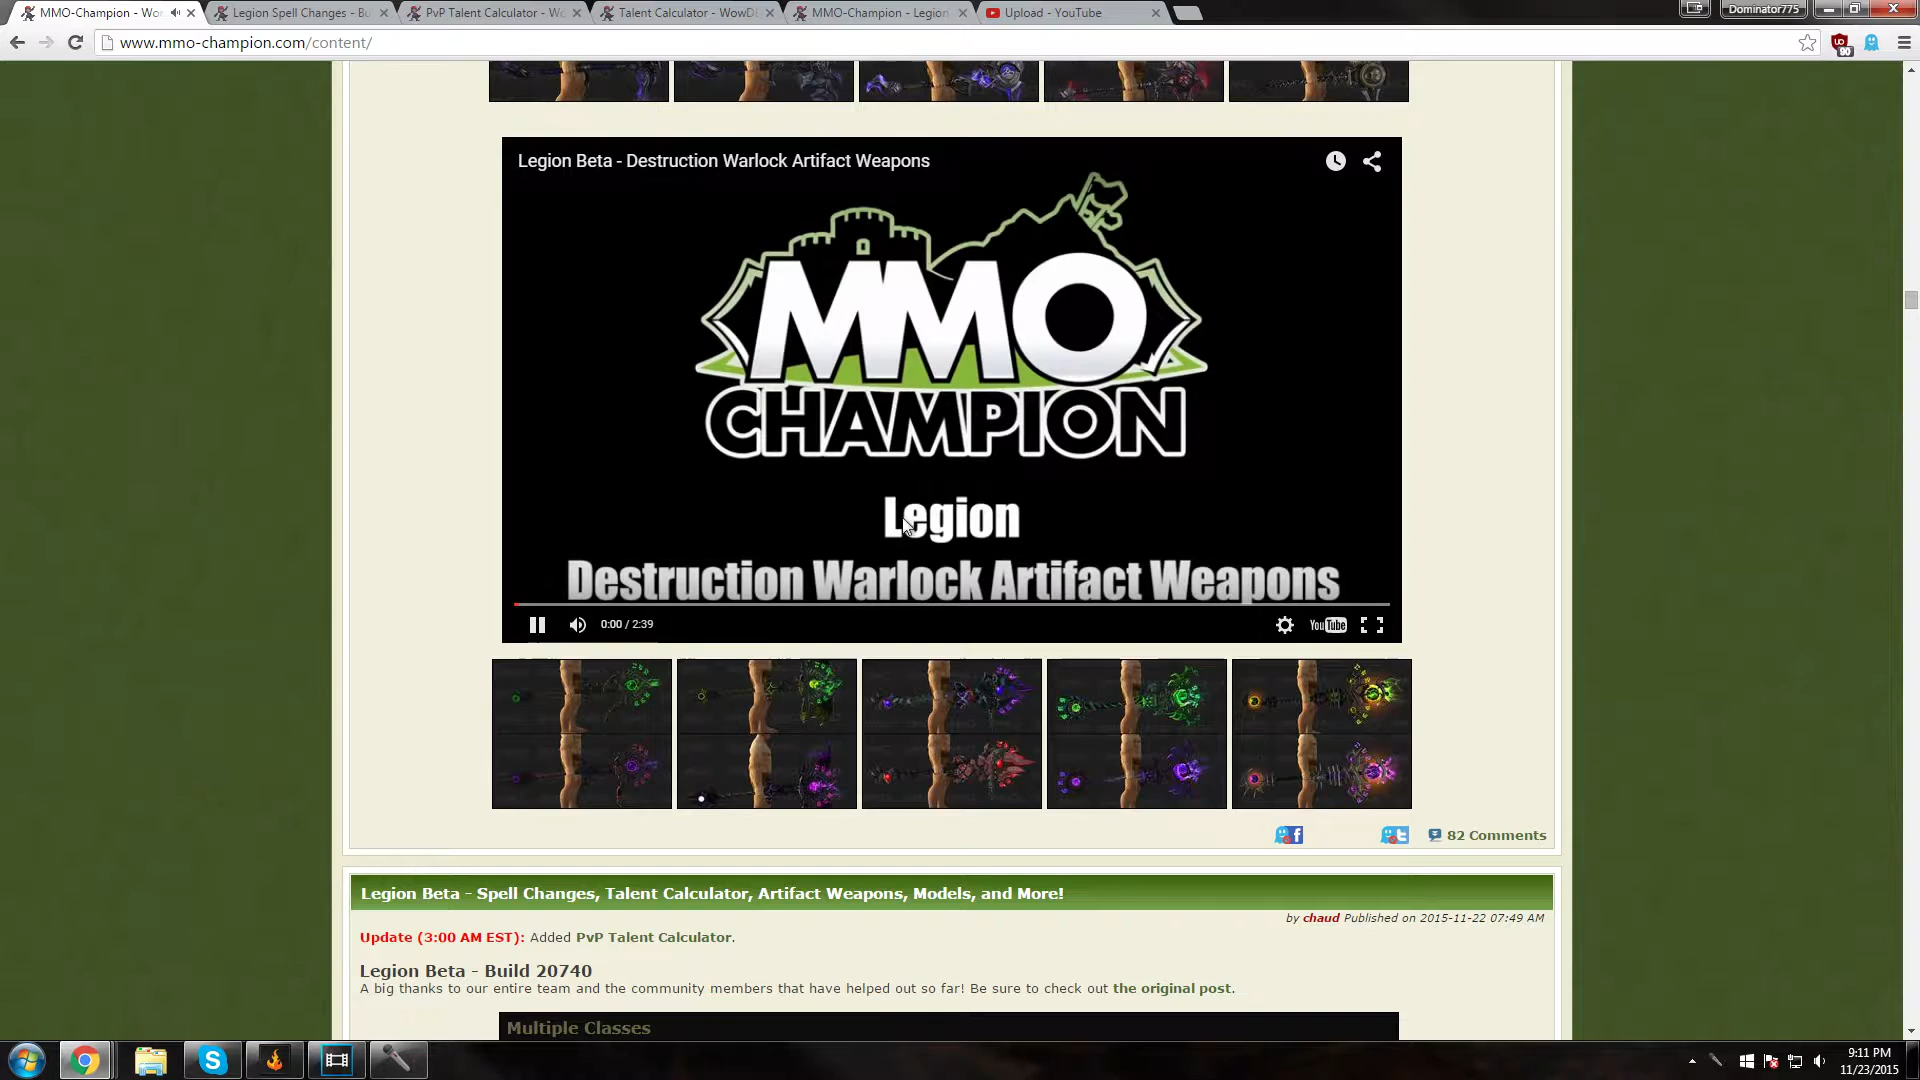 MMO-Champion - Wor
Legion Spell Changes - Bu
PvP Talent Calculator - Wo
Talent Calculator - WowDB
MMO-Champion - Legion
Upload - YouTube
Dominator775
www.mmo-champion.com/content/
90
Legion Beta - Destruction Warlock Artifact Weapons
MMO
CHAMPION
Legion
Destruction Warlock Artifact Weapons
0:00 / 2:39
YouTube
82 Comments
Legion Beta - Spell Changes, Talent Calculator, Artifact Weapons, Models, and More!
by chaud Published on 2015-11-22 07:49 AM
Update (3:00 AM EST): Added PvP Talent Calculator.
Legion Beta - Build 20740
A big thanks to our entire team and the community members that have helped out so far! Be sure to check out the original post.
Multiple Classes
9:11 PM
11/23/2015